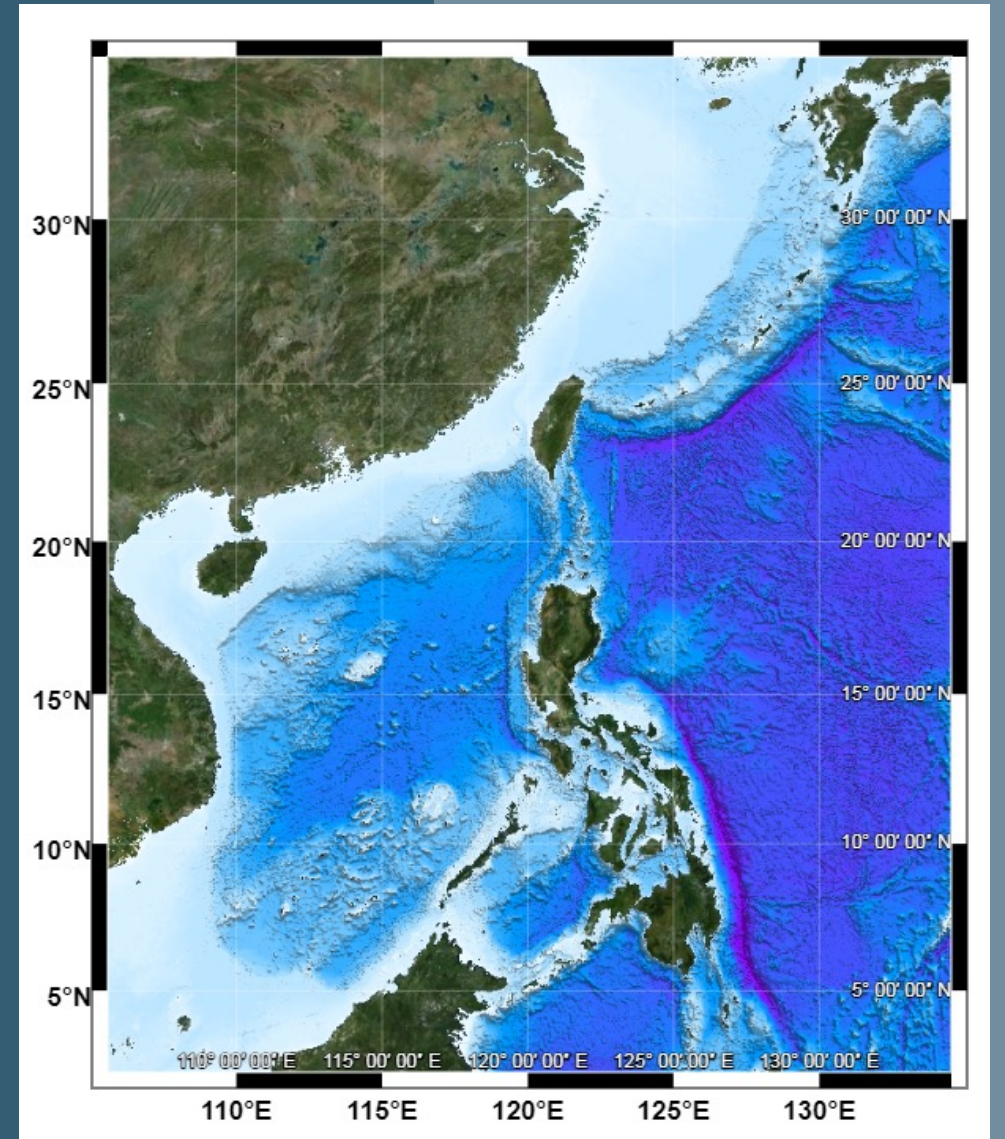 30°N 30° 00′ 00″ N
25°N 25° 00′ 00″ N
20°N 20° 00′ 00″ N
15°N 15° 00′ 00″ N
10°N 10° 00′ 00″ N
5°N 5° 00′ 00″ N
110° 00′ 00″ E 115° 00′ 00″ E 120° 00′ 00″ E 125° 00′ 00″ E 130° 00′ 00″ E
110°E 115°E 120°E 125°E 130°E